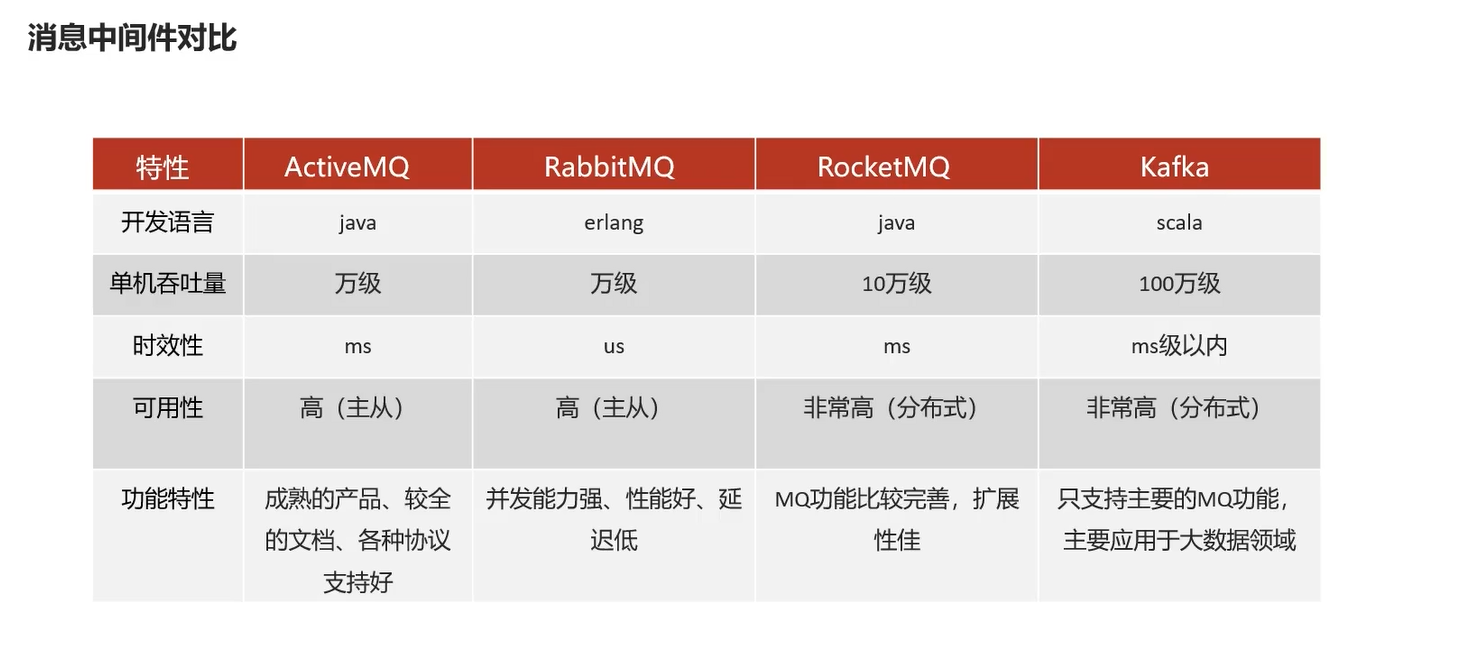 消息中间件对比
特性 ActiveMQ RabbitMQ RocketMQ Kafka
开发语言 java erlang java scala
单机吞吐量 万级 万级 10万级 100万级
时效性 ms us ms ms级以内
可用性 高（主从） 高（主从） 非常高（分布式） 非常高（分布式）
功能特性 成熟的产品、较全 并发能力强、性能好、延 MQ功能比较完善，扩展 只支持主要的MQ功能，
的文档、各种协议 迟低 性佳 主要应用于大数据领域
支持好